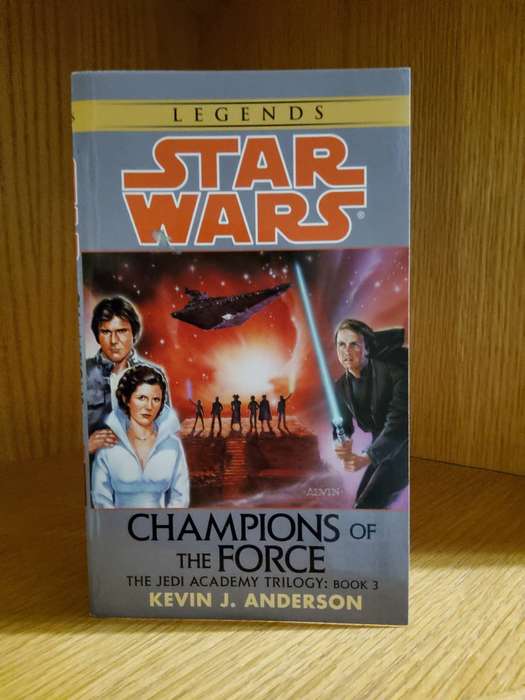 LEGENDS
STAR
WARS®
ALVIN
CHAMPIONS OF
THE FORCE
THE JEDI ACADEMY TRILOGY: BOOK 3
KEVIN J. ANDERSON